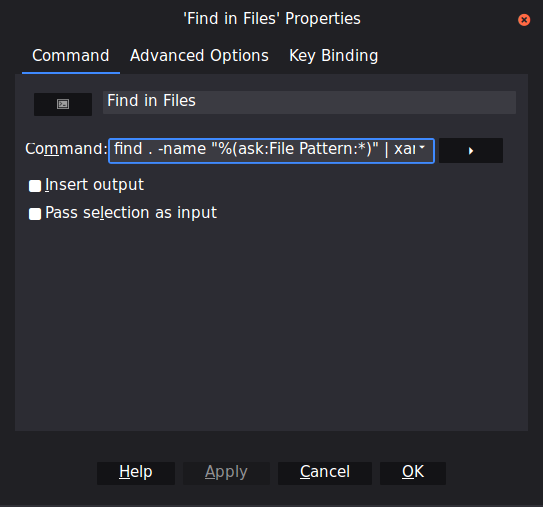 'Find in Files' Properties
Command Advanced Options Key Binding
Find in Files
Command: find . -name "%(ask:File Pattern:*)" | xar
Insert output
Pass selection as input
Help Apply Cancel OK